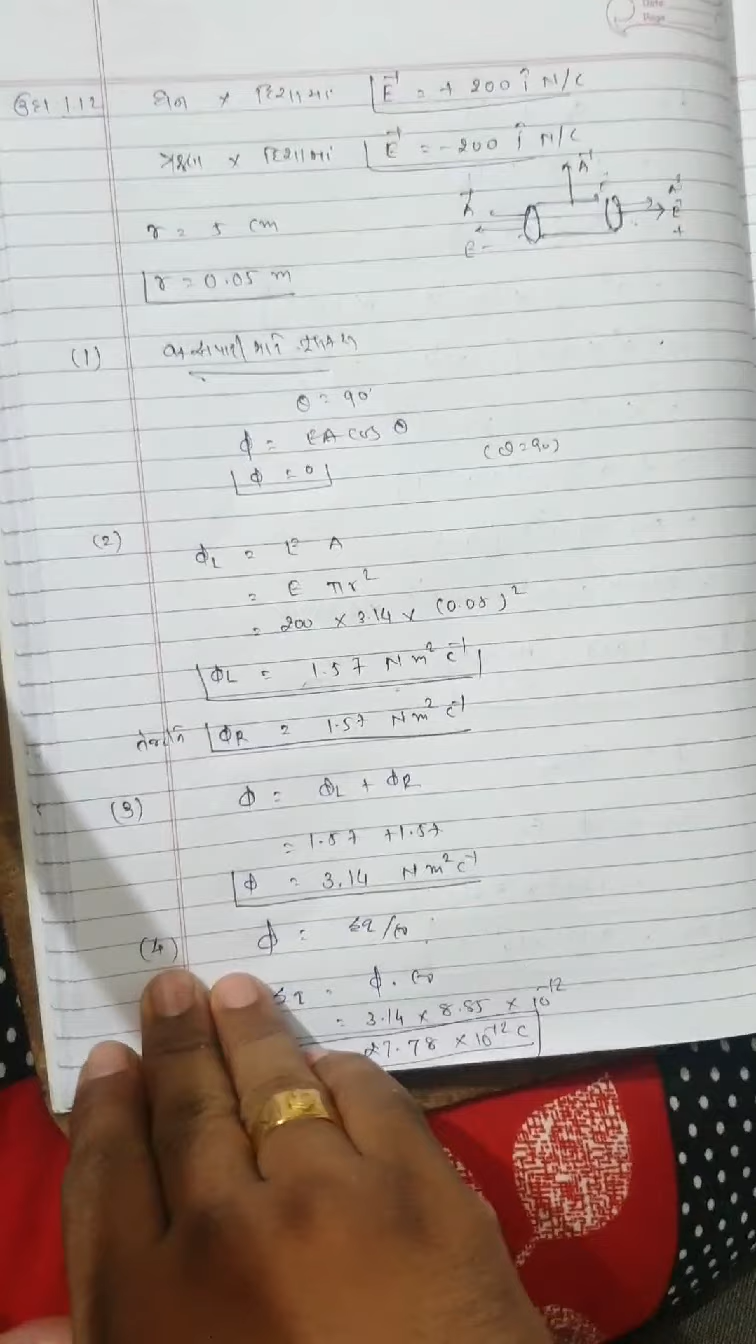 Date
Page
ઉદા 1.12 ધન x દિશામાં E⃗ = + 200 î N/C
ઋણ x દિશામાં E⃗ = - 200 î N/C
A⃗
A⃗ A⃗
E - E⃗
+
r = 5 cm
r = 0.05 m
(1)
θ = 90°
ϕ = EA cos θ (θ = 90)
ϕ = 0
(2) ϕL = E A
= E πr²
= 200 × 3.14 × (0.05)²
ϕL = 1.57 N m² C⁻¹
તેવી જ રીતે ϕR = 1.57 N m² C⁻¹
(3) ϕ = ϕL + ϕR
= 1.57 + 1.57
ϕ = 3.14 N m² C⁻¹
(4) ϕ = Σq/ε0
Σq = ϕ . ε0
= 3.14 × 8.85 × 10⁻¹²
27.78 × 10⁻¹² C